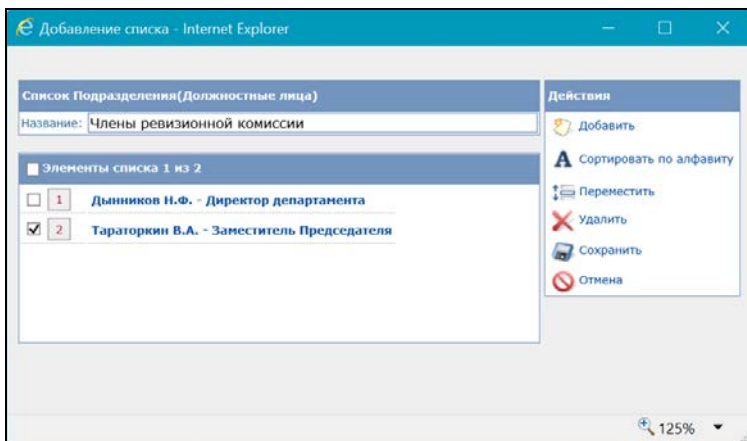 Добавление списка - Internet Explorer
Список Подразделения(Должностные лица)
Название: Члены ревизионной комиссии
Элементы списка 1 из 2
1 Дынников Н.Ф. - Директор департамента
2 Тараторкин В.А. - Заместитель Председателя
Действия
Добавить
Сортировать по алфавиту
Переместить
Удалить
Сохранить
Отмена
125%